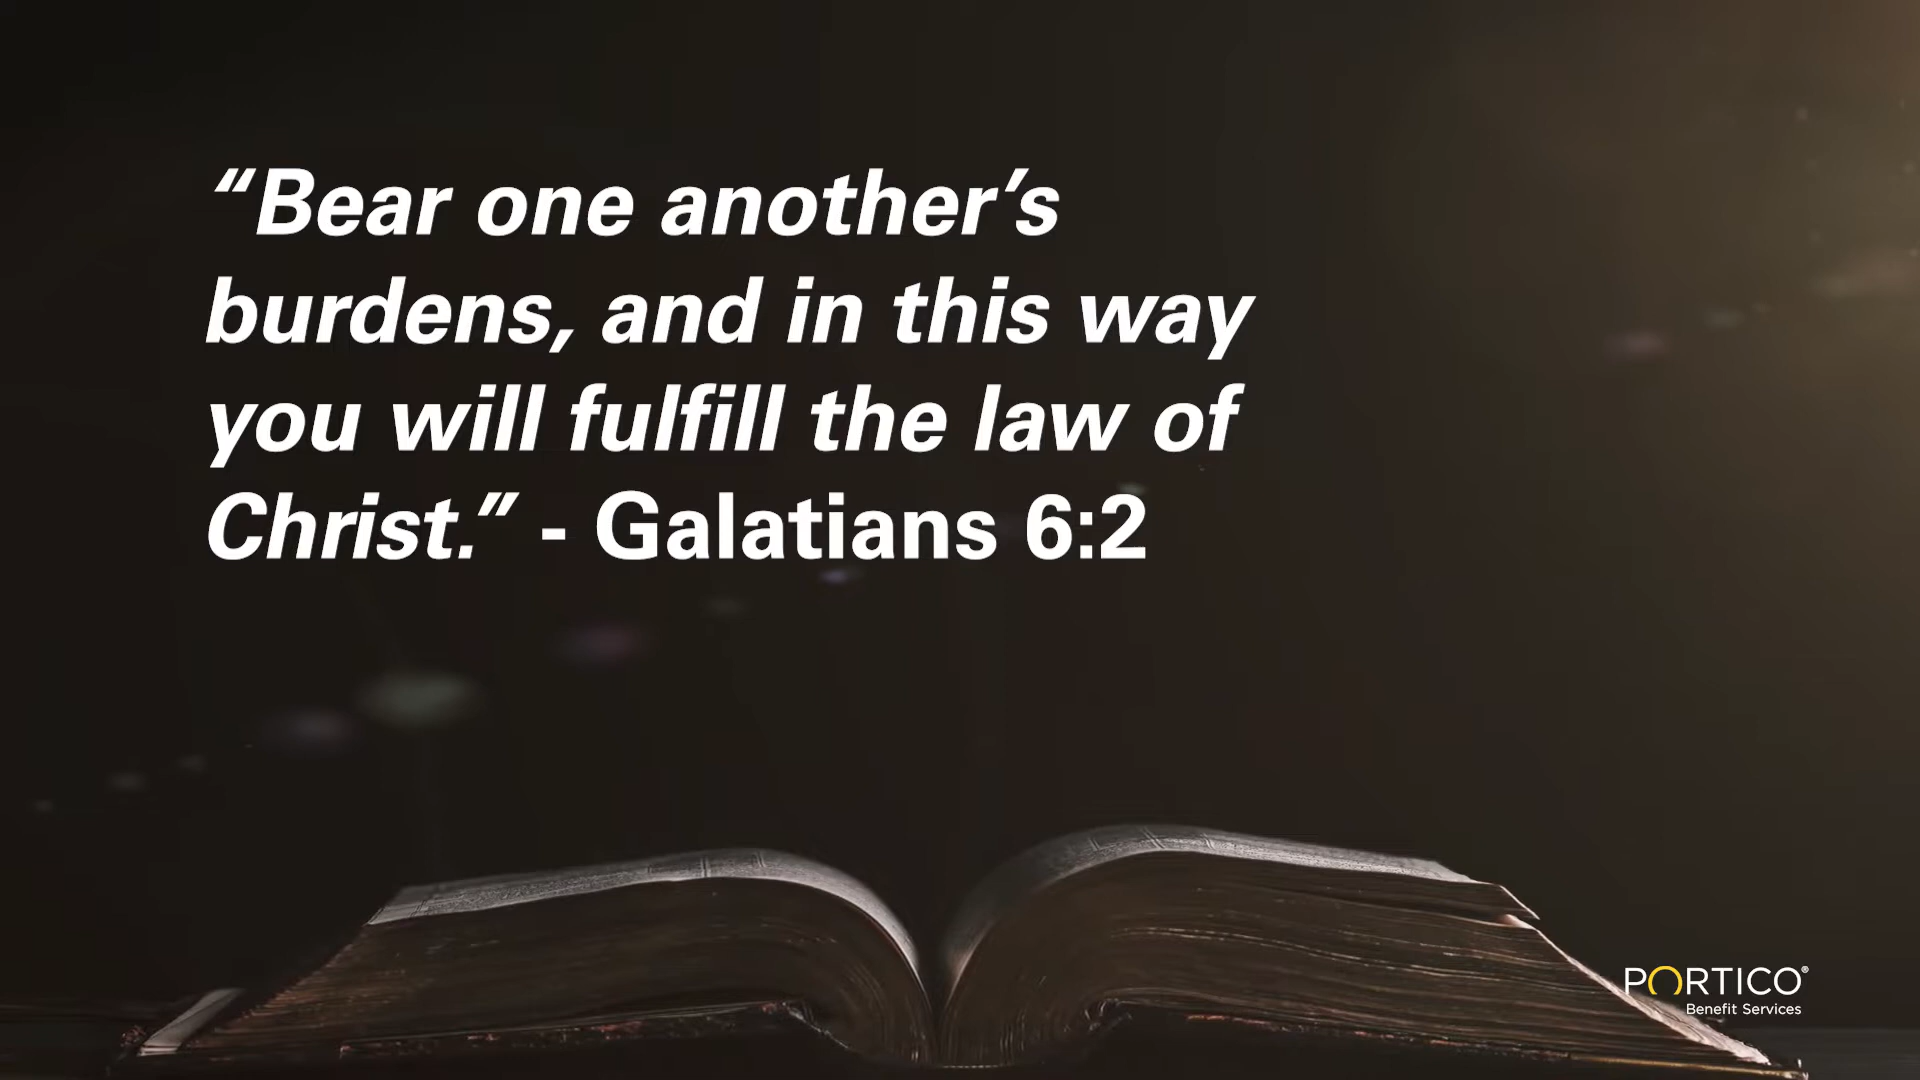 “Bear one another’s
burdens, and in this way
you will fulfill the law of
Christ.” - Galatians 6:2
PORTICO®
Benefit Services